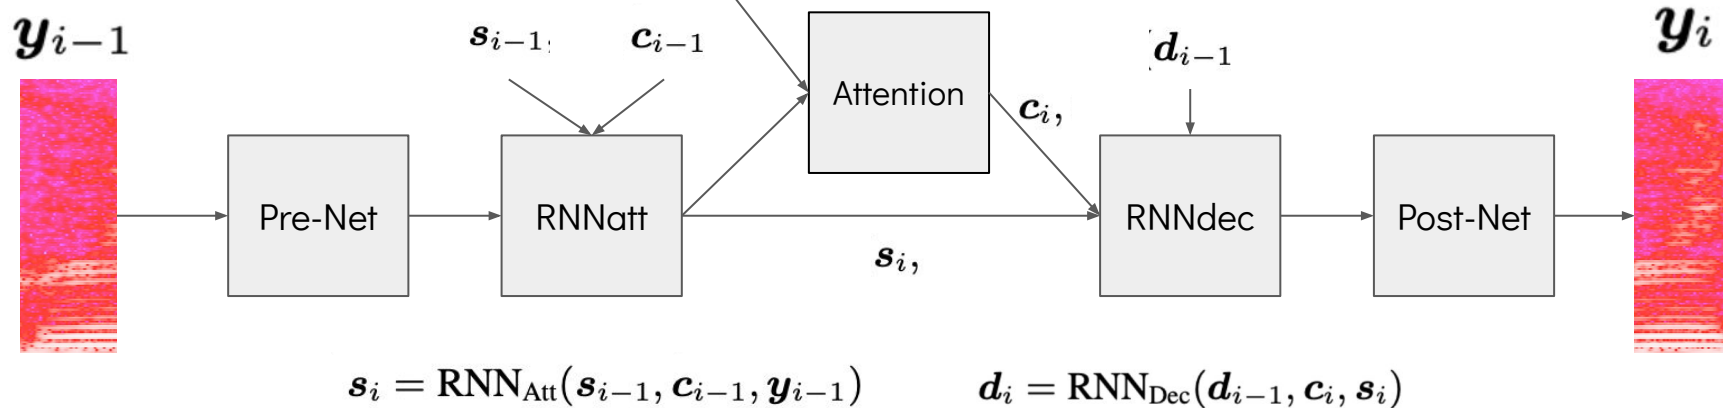 y_{i-1}
s_{i-1},
c_{i-1}
d_{i-1}
y_i
Attention
c_i,
Pre-Net
RNNatt
RNNdec
Post-Net
s_i,
s_i = RNN_{Att}(s_{i-1}, c_{i-1}, y_{i-1})
d_i = RNN_{Dec}(d_{i-1}, c_i, s_i)